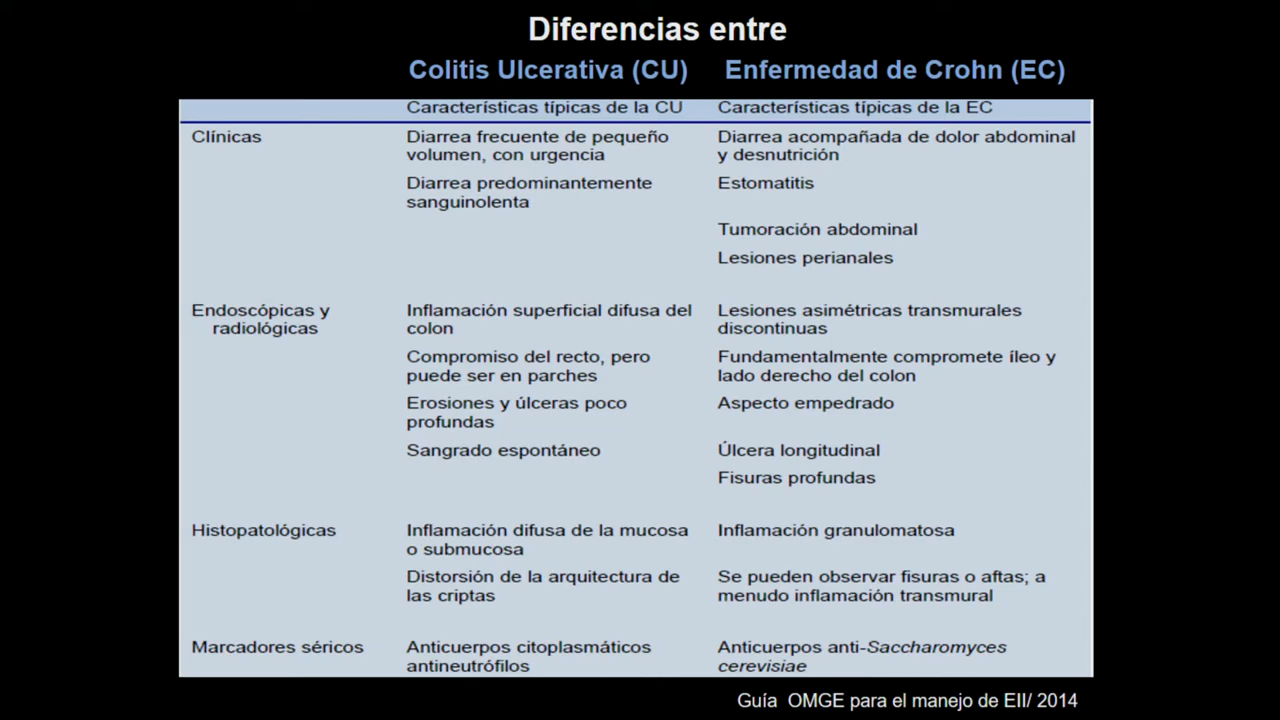 Diferencias entre
Colitis Ulcerativa (CU) Enfermedad de Crohn (EC)
Características típicas de la CU Características típicas de la EC
Clínicas Diarrea frecuente de pequeño Diarrea acompañada de dolor abdominal
volumen, con urgencia y desnutrición
Diarrea predominantemente Estomatitis
sanguinolenta
Tumoración abdominal
Lesiones perianales
Endoscópicas y Inflamación superficial difusa del Lesiones asimétricas transmurales
radiológicas colon discontinuas
Compromiso del recto, pero Fundamentalmente compromete íleo y
puede ser en parches lado derecho del colon
Erosiones y úlceras poco Aspecto empedrado
profundas
Sangrado espontáneo Úlcera longitudinal
Fisuras profundas
Histopatológicas Inflamación difusa de la mucosa Inflamación granulomatosa
o submucosa
Distorsión de la arquitectura de Se pueden observar fisuras o aftas; a
las criptas menudo inflamación transmural
Marcadores séricos Anticuerpos citoplasmáticos Anticuerpos anti-Saccharomyces
antineutrófilos cerevisiae
Guía OMGE para el manejo de EII/ 2014